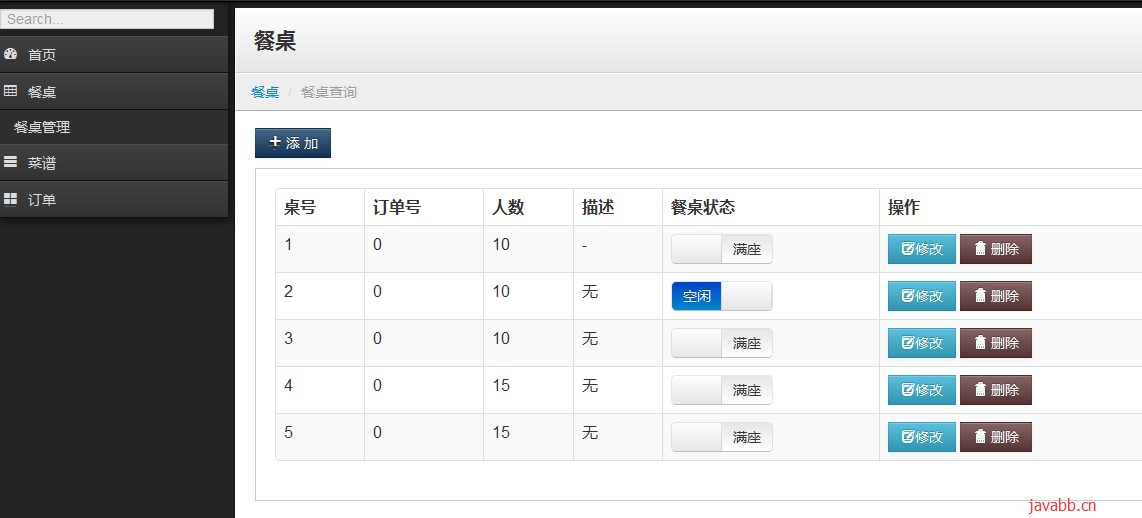 Search...
首页
餐桌
餐桌管理
菜谱
订单
餐桌
餐桌 / 餐桌查询
添 加
桌号 订单号 人数 描述 餐桌状态 操作
1 0 10 - 满座 修改 删除
2 0 10 无 空闲 修改 删除
3 0 10 无 满座 修改 删除
4 0 15 无 满座 修改 删除
5 0 15 无 满座 修改 删除
javabb.cn